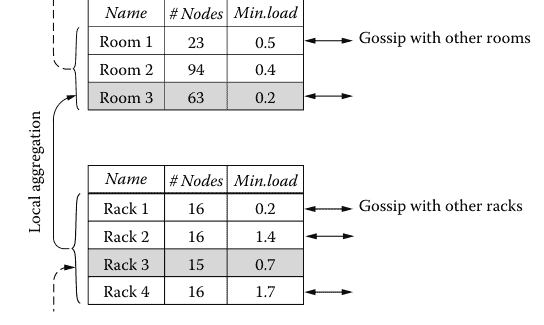 Name # Nodes Min.load
Room 1 23 0.5 Gossip with other rooms
Room 2 94 0.4
Room 3 63 0.2
Local aggregation
Name # Nodes Min.load
Rack 1 16 0.2 Gossip with other racks
Rack 2 16 1.4
Rack 3 15 0.7
Rack 4 16 1.7